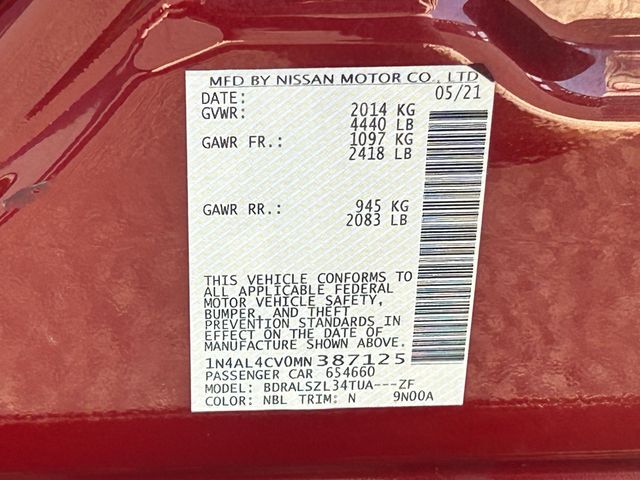 MFD BY NISSAN MOTOR CO., LTD
DATE: 05/21
GVWR: 2014 KG
4440 LB
GAWR FR.: 1097 KG
2418 LB
GAWR RR.: 945 KG
2083 LB
THIS VEHICLE CONFORMS TO
ALL APPLICABLE FEDERAL
MOTOR VEHICLE SAFETY,
BUMPER, AND THEFT
PREVENTION STANDARDS IN
EFFECT ON THE DATE OF
MANUFACTURE SHOWN ABOVE.
1N4AL4CV0MN387125
PASSENGER CAR 654660
MODEL: BDRALSZL34TUA---ZF
COLOR: NBL TRIM: N 9N00A